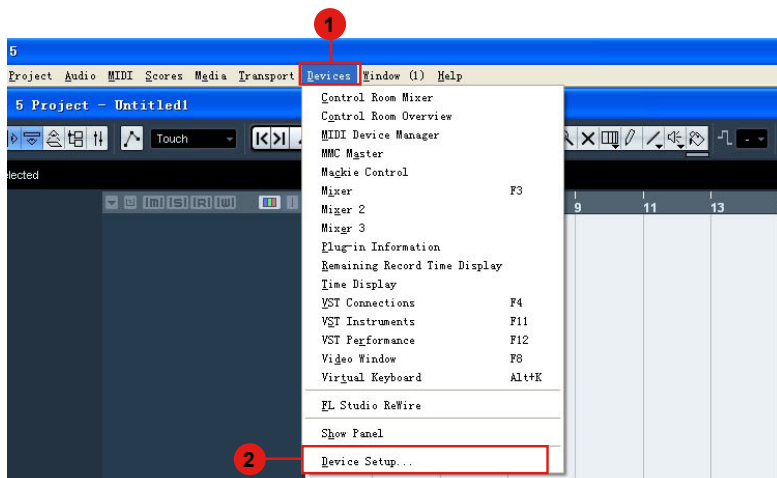 1
5
Project Audio MIDI Scores Media Transport Devices Window (1) Help
5 Project - Untitled1
Touch
lected
9 11 13
Control Room Mixer
Control Room Overview
MIDI Device Manager
MMC Master
Mackie Control
Mixer F3
Mixer 2
Mixer 3
Plug-in Information
Remaining Record Time Display
Time Display
VST Connections F4
VST Instruments F11
VST Performance F12
Video Window F8
Virtual Keyboard Alt+K
FL Studio ReWire
Show Panel
2
Device Setup...